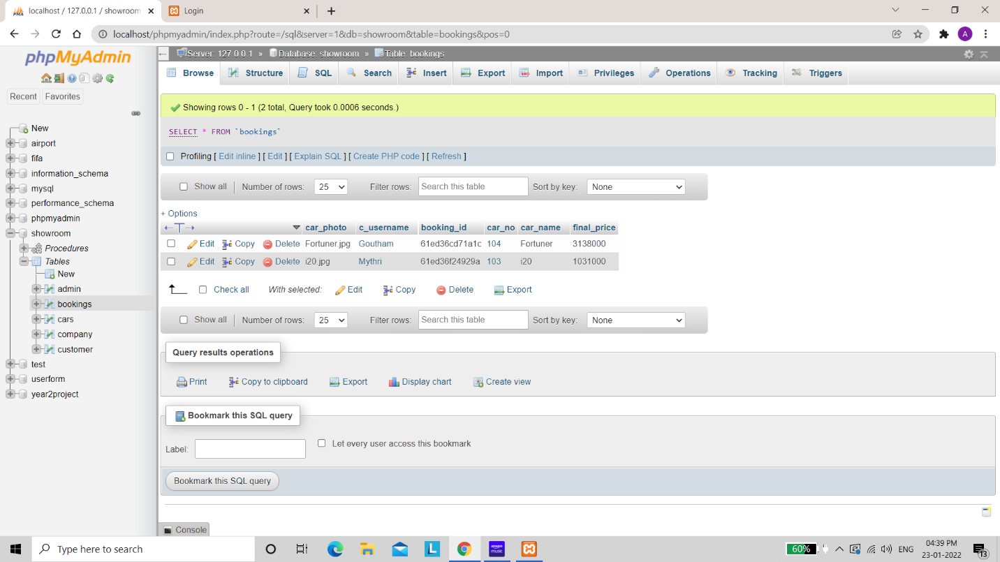 localhost / 127.0.0.1 / showroom
Login
localhost/phpmyadmin/index.php?route=/sql&server=1&db=showroom&table=bookings&pos=0
A
phpMyAdmin
Recent Favorites
New
airport
fifa
information_schema
mysql
performance_schema
phpmyadmin
showroom
Procedures
Tables
New
admin
bookings
cars
company
customer
test
userform
year2project
Server: 127.0.0.1 » Database: showroom » Table: bookings
Browse Structure SQL Search Insert Export Import Privileges Operations Tracking Triggers
Showing rows 0 - 1 (2 total, Query took 0.0006 seconds.)
SELECT * FROM `bookings`
Profiling [ Edit inline ] [ Edit ] [ Explain SQL ] [ Create PHP code ] [ Refresh ]
Show all Number of rows: 25 Filter rows: Search this table Sort by key: None
+ Options
←T→ car_photo c_username booking_id car_no car_name final_price
Edit Copy Delete Fortuner.jpg Goutham 61ed36cd71a1c 104 Fortuner 3138000
Edit Copy Delete i20.jpg Mythri 61ed36f24929a 103 i20 1031000
Check all With selected: Edit Copy Delete Export
Show all Number of rows: 25 Filter rows: Search this table Sort by key: None
Query results operations
Print Copy to clipboard Export Display chart Create view
Bookmark this SQL query
Label: Let every user access this bookmark
Bookmark this SQL query
Console
Type here to search
L
amazon music
60%
ENG
04:39 PM
23-01-2022
13